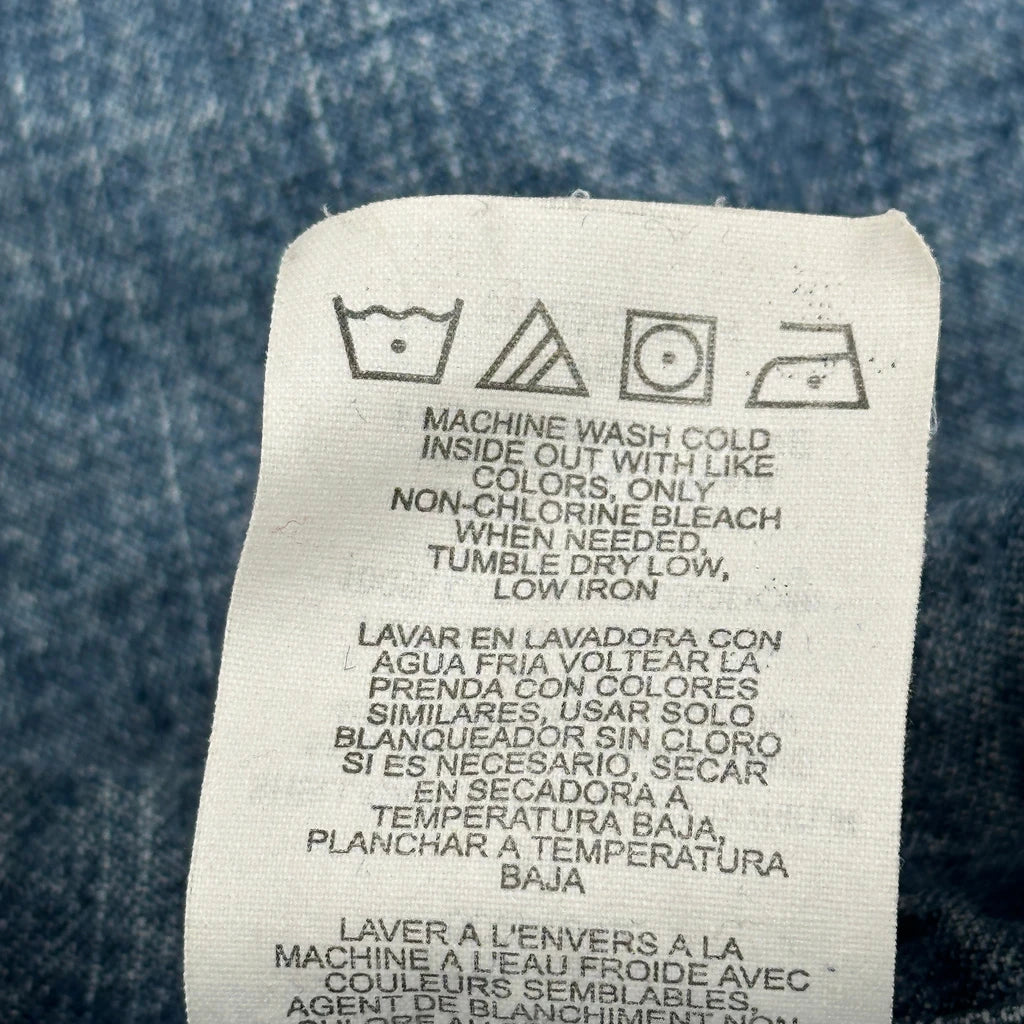 MACHINE WASH COLD
INSIDE OUT WITH LIKE
COLORS, ONLY
NON-CHLORINE BLEACH
WHEN NEEDED,
TUMBLE DRY LOW,
LOW IRON
LAVAR EN LAVADORA CON
AGUA FRIA VOLTEAR LA
PRENDA CON COLORES
SIMILARES, USAR SOLO
BLANQUEADOR SIN CLORO
SI ES NECESARIO, SECAR
EN SECADORA A
TEMPERATURA BAJA,
PLANCHAR A TEMPERATURA
BAJA
LAVER A L'ENVERS A LA
MACHINE A L'EAU FROIDE AVEC
COULEURS SEMBLABLES,
AGENT DE BLANCHIMENT NON